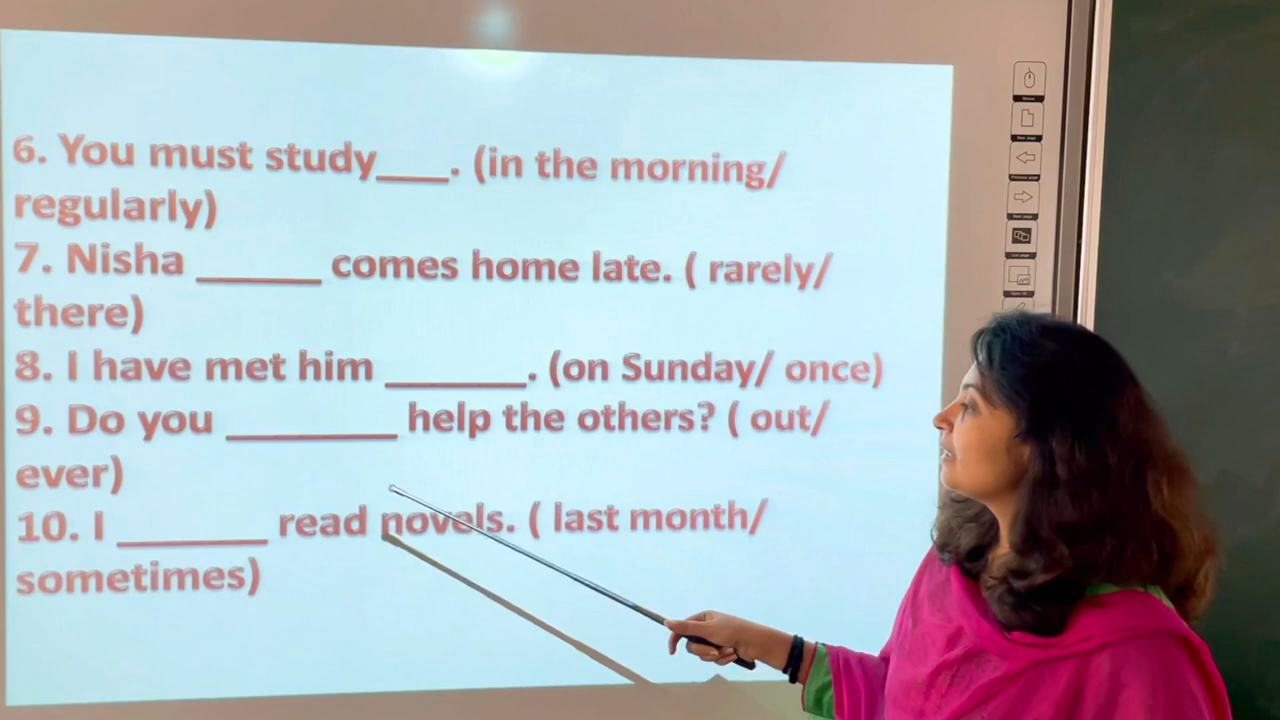 6. You must study____. (in the morning/
regularly)
7. Nisha _______ comes home late. ( rarely/
there)
8. I have met him ________. (on Sunday/ once)
9. Do you __________ help the others? ( out/
ever)
10. I _________ read novels. ( last month/
sometimes)